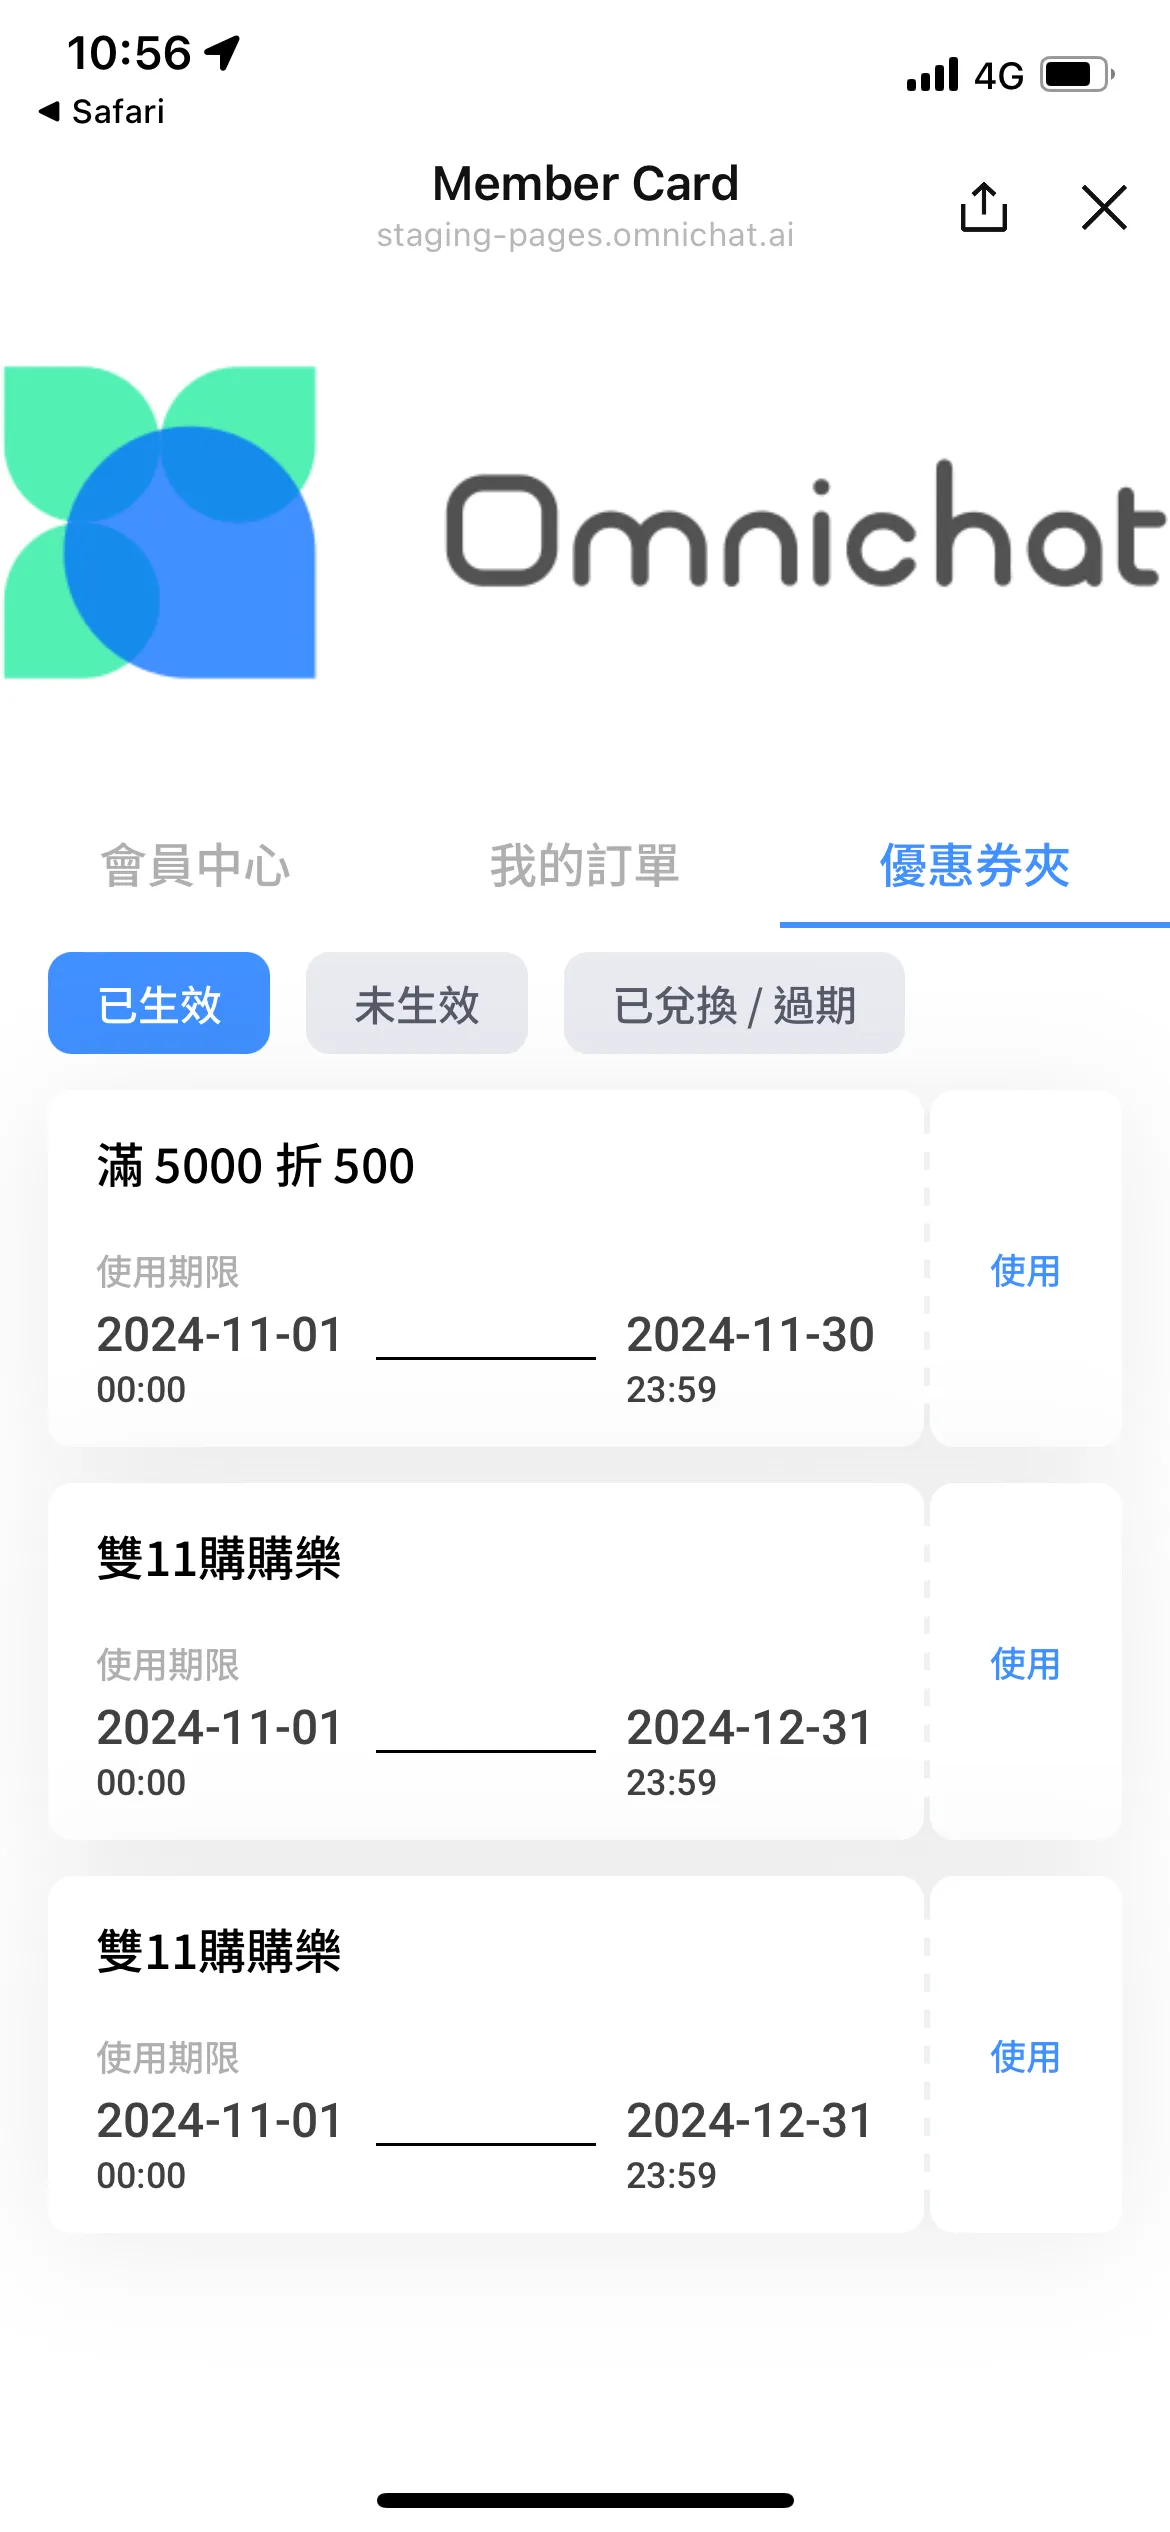 10:56
Safari
4G
Member Card
staging-pages.omnichat.ai
Omnichat
會員中心 我的訂單 優惠券夾
已生效 未生效 已兌換 / 過期
滿 5000 折 500
使用期限
使用
2024-11-01 2024-11-30
00:00 23:59
雙11購購樂
使用期限
使用
2024-11-01 2024-12-31
00:00 23:59
雙11購購樂
使用期限
使用
2024-11-01 2024-12-31
00:00 23:59